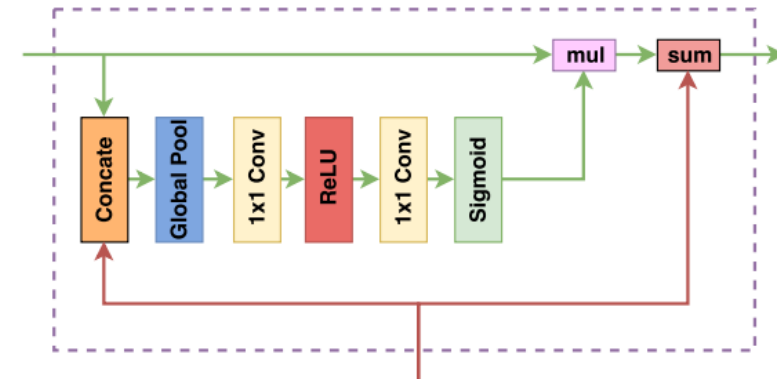 mul
sum
Concate
Global Pool
1x1 Conv
ReLU
1x1 Conv
Sigmoid